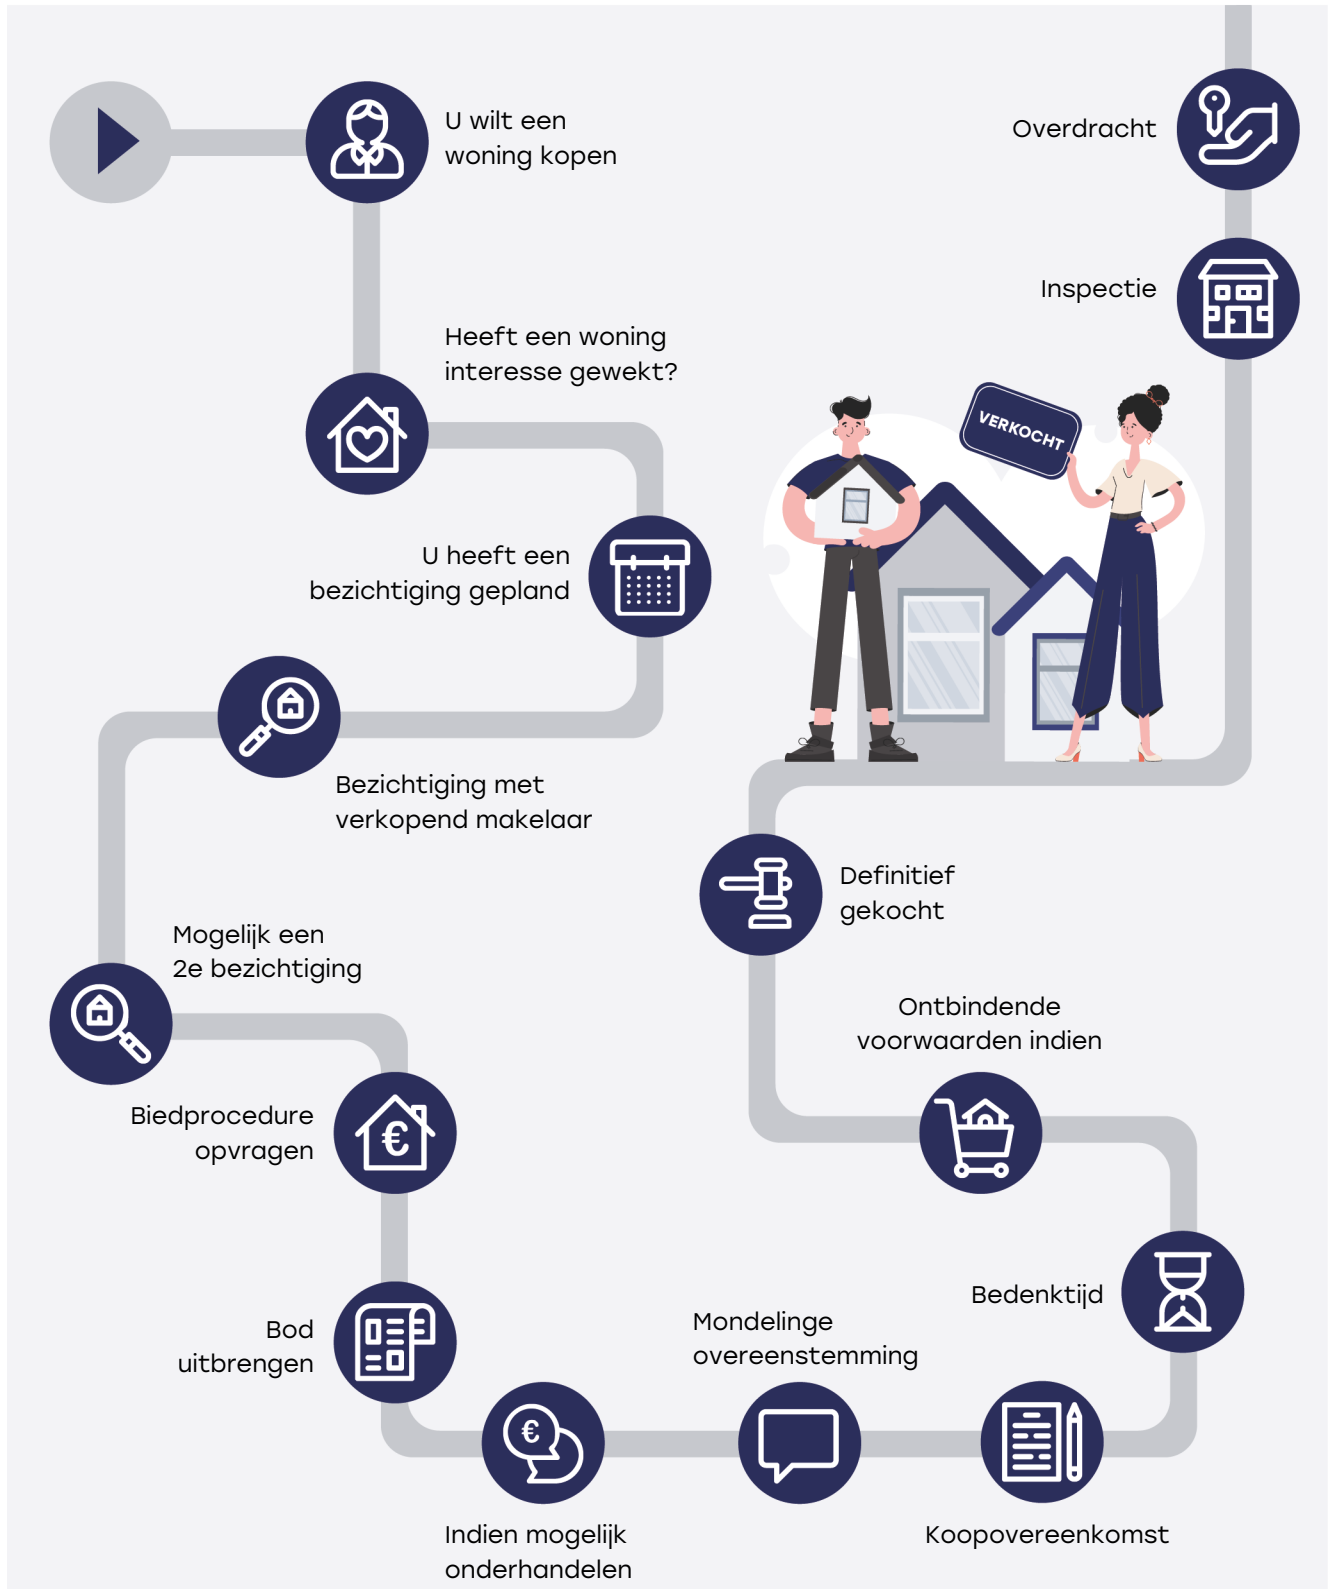 U wilt een
woning kopen
Heeft een woning
interesse gewekt?
U heeft een
bezichtiging gepland
Bezichtiging met
verkopend makelaar
Mogelijk een
2e bezichtiging
Biedprocedure
opvragen
€
Bod
uitbrengen
€
Indien mogelijk
onderhandelen
Mondelinge
overeenstemming
Koopovereenkomst
Bedenktijd
Ontbindende
voorwaarden indien
Definitief
gekocht
VERKOCHT
Inspectie
Overdracht